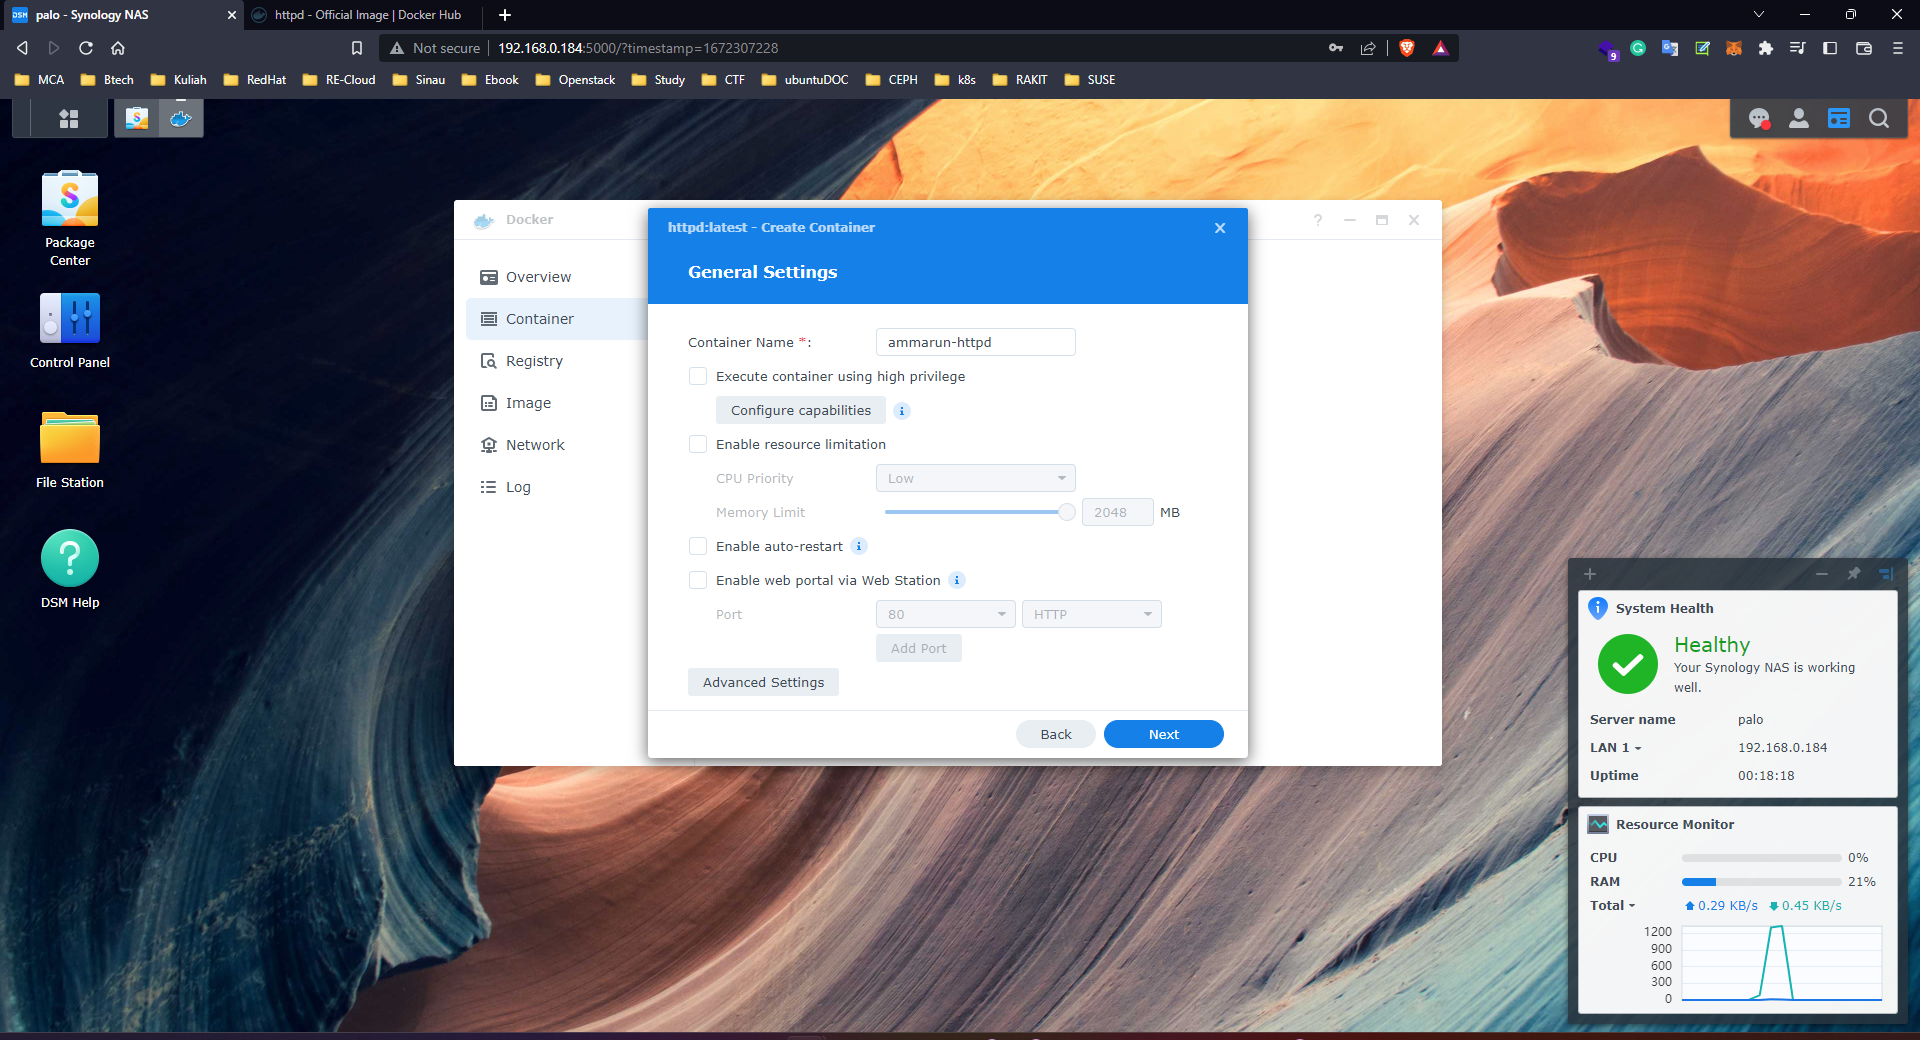 DSM palo - Synology NAS
httpd - Official Image | Docker Hub
Not secure 192.168.0.184:5000/?timestamp=1672307228
9
MCA Btech Kuliah RedHat RE-Cloud Sinau Ebook Openstack Study CTF ubuntuDOC CEPH k8s RAKIT SUSE
Package
Center
Control Panel
File Station
DSM Help
Docker
Overview
Container
Registry
Image
Network
Log
httpd:latest - Create Container
General Settings
Container Name *: ammarun-httpd
Execute container using high privilege
Configure capabilities
Enable resource limitation
CPU Priority Low
Memory Limit 2048 MB
Enable auto-restart
Enable web portal via Web Station
Port 80 HTTP
Add Port
Advanced Settings
Back Next
System Health
Healthy
Your Synology NAS is working
well.
Server name palo
LAN 1 192.168.0.184
Uptime 00:18:18
Resource Monitor
CPU 0%
RAM 21%
Total 0.29 KB/s 0.45 KB/s
1200
900
600
300
0